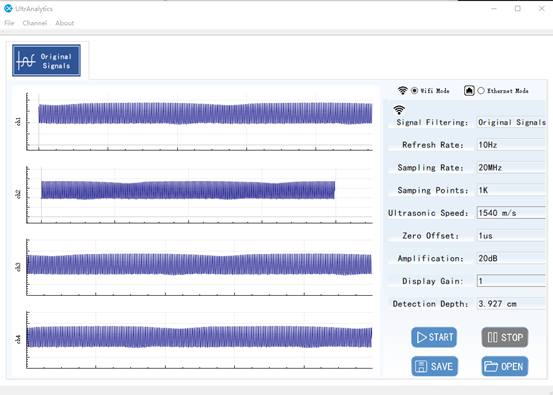 UltrAnalytics
File Channel About
Original
Signals
Wifi Mode Ethernet Mode
ch1
Signal Filtering: Original Signals
Refresh Rate: 10Hz
Sampling Rate: 20MHz
ch2
Samping Points: 1K
Ultrasonic Speed: 1540 m/s
Zero Offset: 1us
ch3
Amplification: 20dB
Display Gain: 1
Detection Depth: 3.927 cm
ch4
START STOP
SAVE OPEN